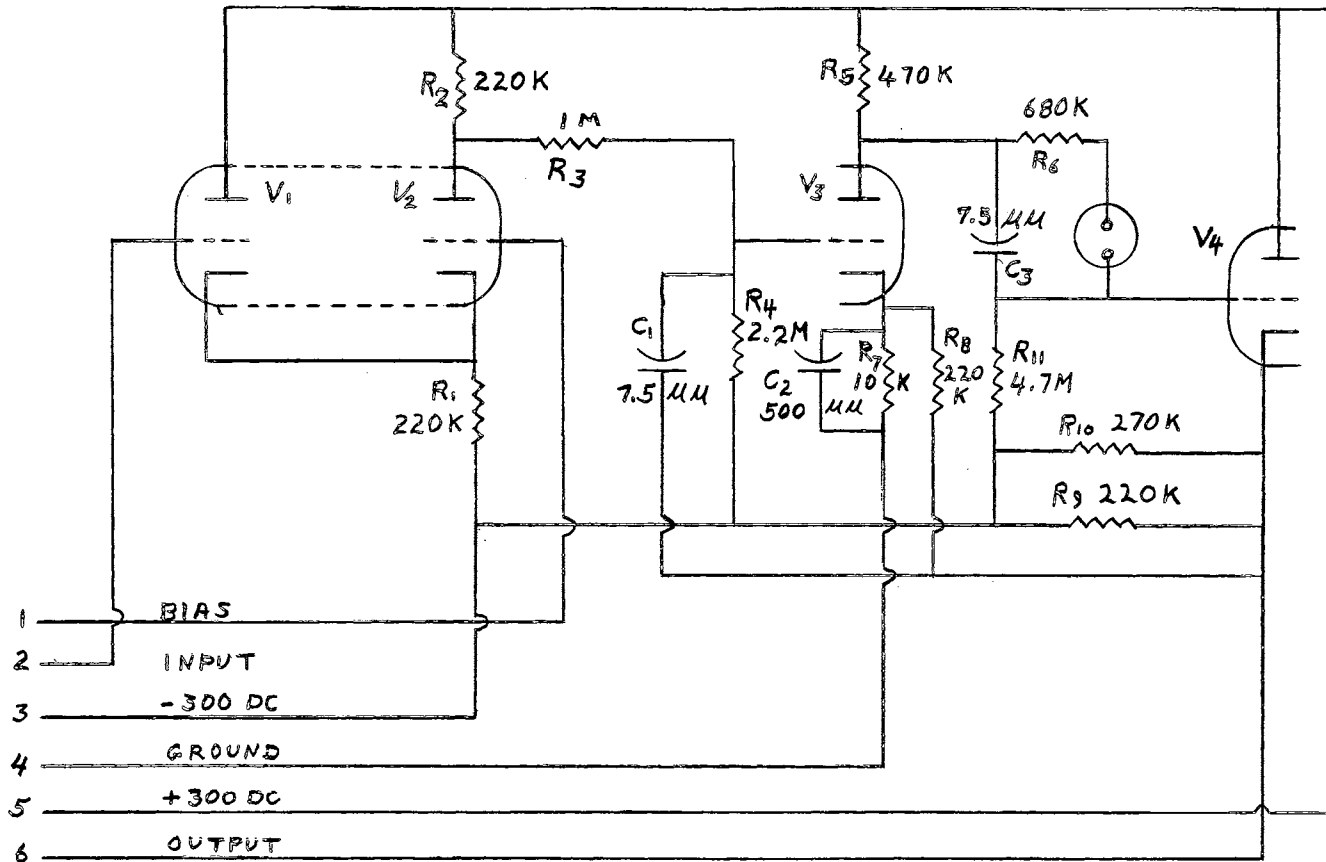 R2 220K
1M
R3
R5 470K
680K
R6
V1
V2
V3
7.5 μμ
C3
V4
C1
7.5 μμ
R4
2.2M
C2
500 μμ
R7
10 K
R8
220
K
R11
4.7M
R1
220K
R10 270K
R9 220K
1 BIAS
2 INPUT
3 -300 DC
4 GROUND
5 +300 DC
6 OUTPUT